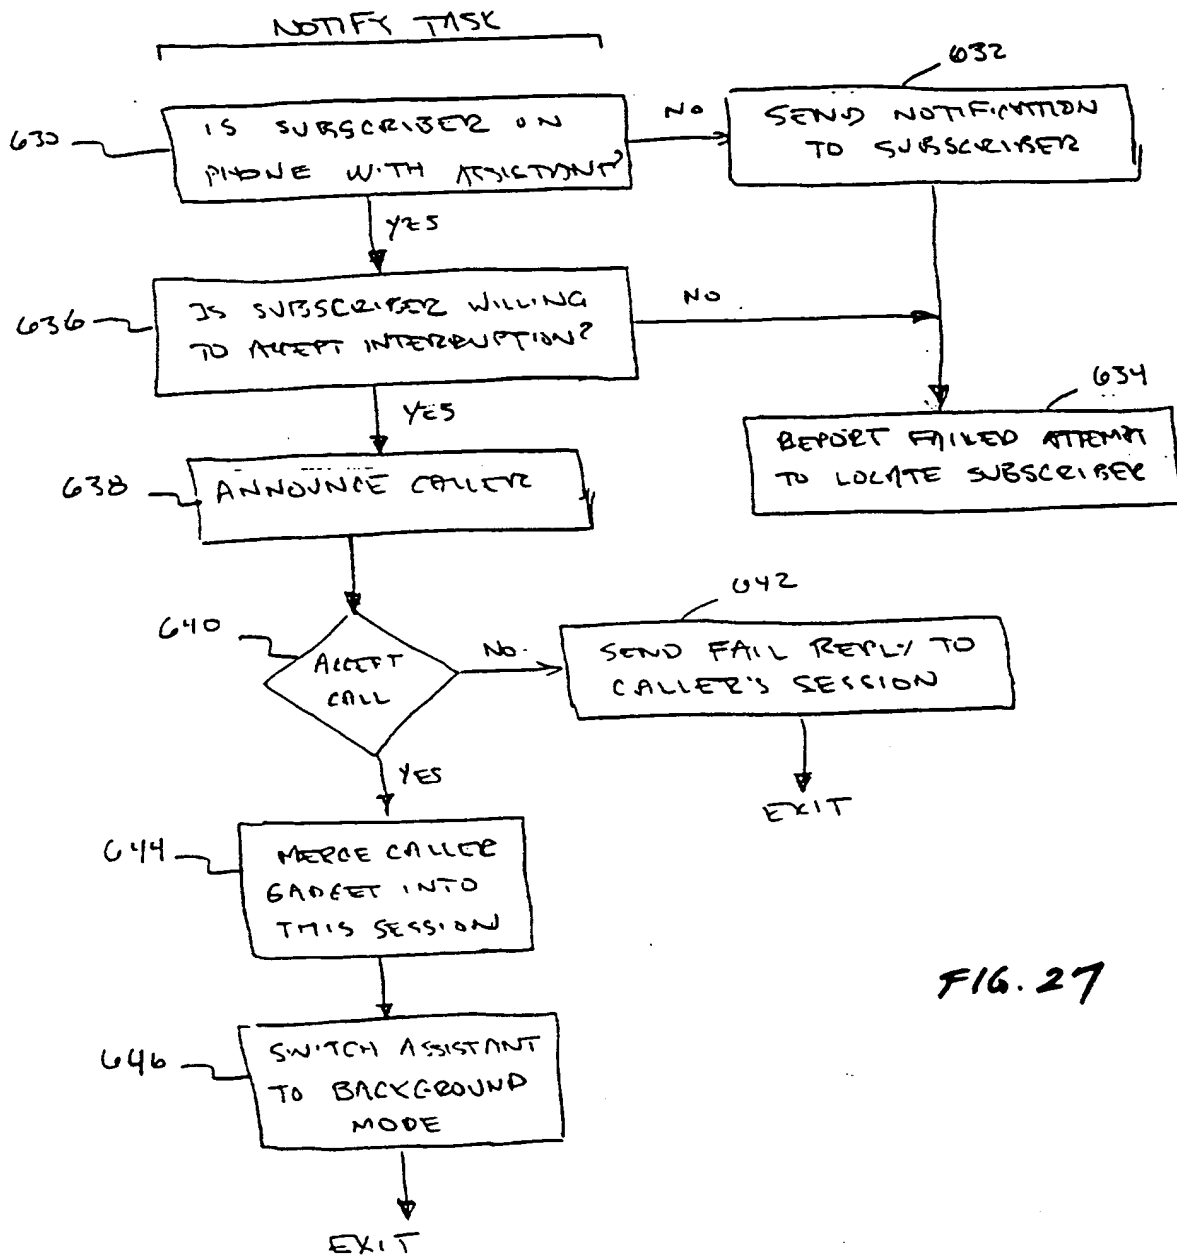 NOTIFY TASK
632
630
IS SUBSCRIBER ON
PHONE WITH ASSISTANT?
NO
SEND NOTIFICATION
TO SUBSCRIBER
YES
636
IS SUBSCRIBER WILLING
TO ACCEPT INTERRUPTION?
NO
YES
634
REPORT FAILED ATTEMPT
TO LOCATE SUBSCRIBER
638
ANNOUNCE CALLER
640
ACCEPT
CALL
NO.
642
SEND FAIL REPLY TO
CALLER'S SESSION
EXIT
YES
644
MERGE CALLER
GADGET INTO
THIS SESSION
FIG. 27
646
SWITCH ASSISTANT
TO BACKGROUND
MODE
EXIT